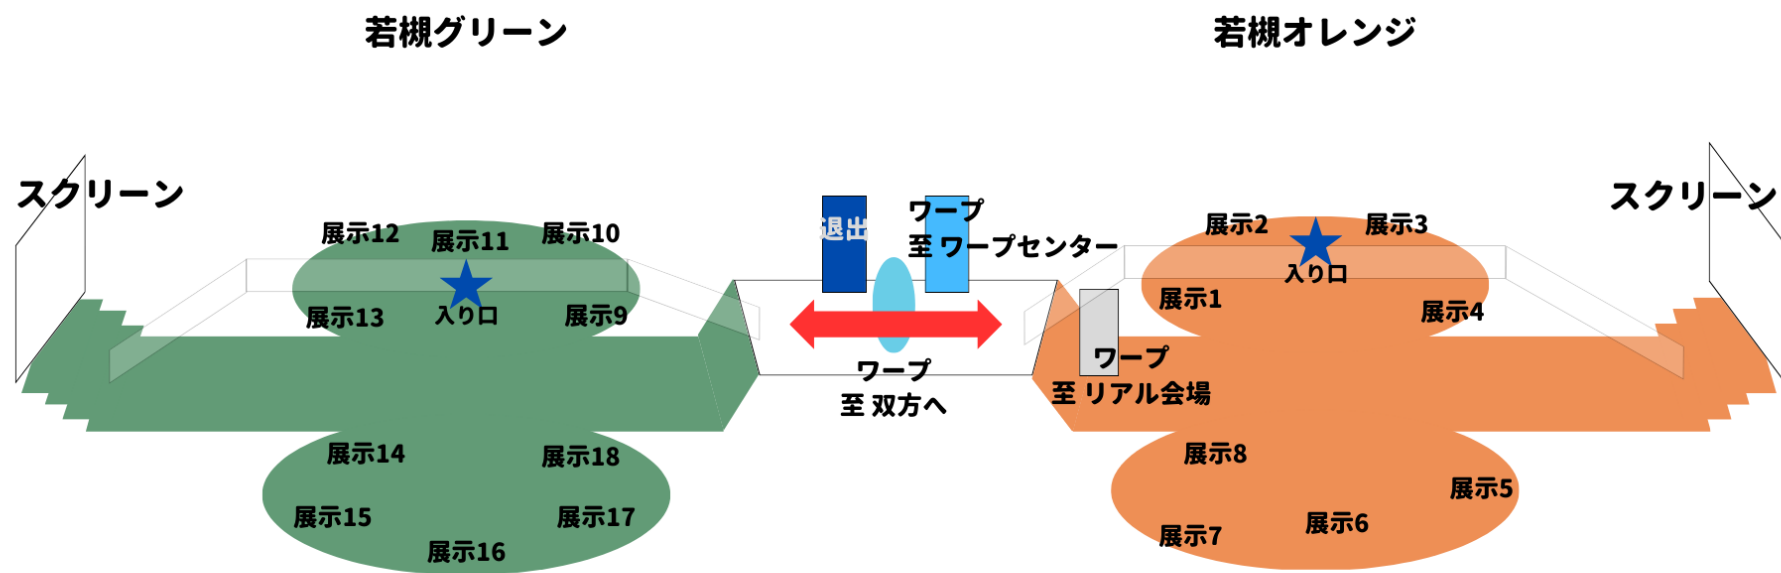 若槻グリーン
若槻オレンジ
スクリーン
スクリーン
展示12
展示11
展示10
展示13
入り口
展示9
展示14
展示18
展示15
展示17
展示16
退出
ワープ
至 ワープセンター
ワープ
至 双方へ
展示2
展示3
入り口
展示1
展示4
ワープ
至 リアル会場
展示8
展示5
展示7
展示6